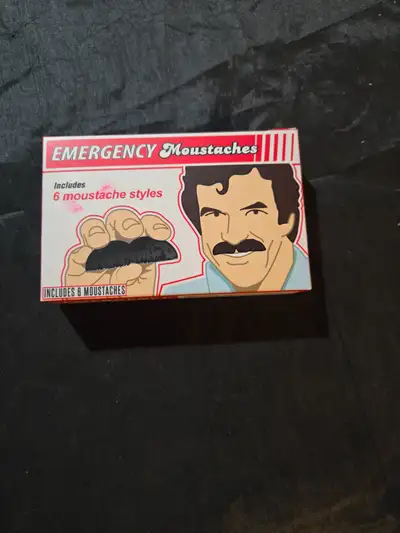 EMERGENCY Moustaches
Includes
6 moustache styles
INCLUDES 6 MOUSTACHES